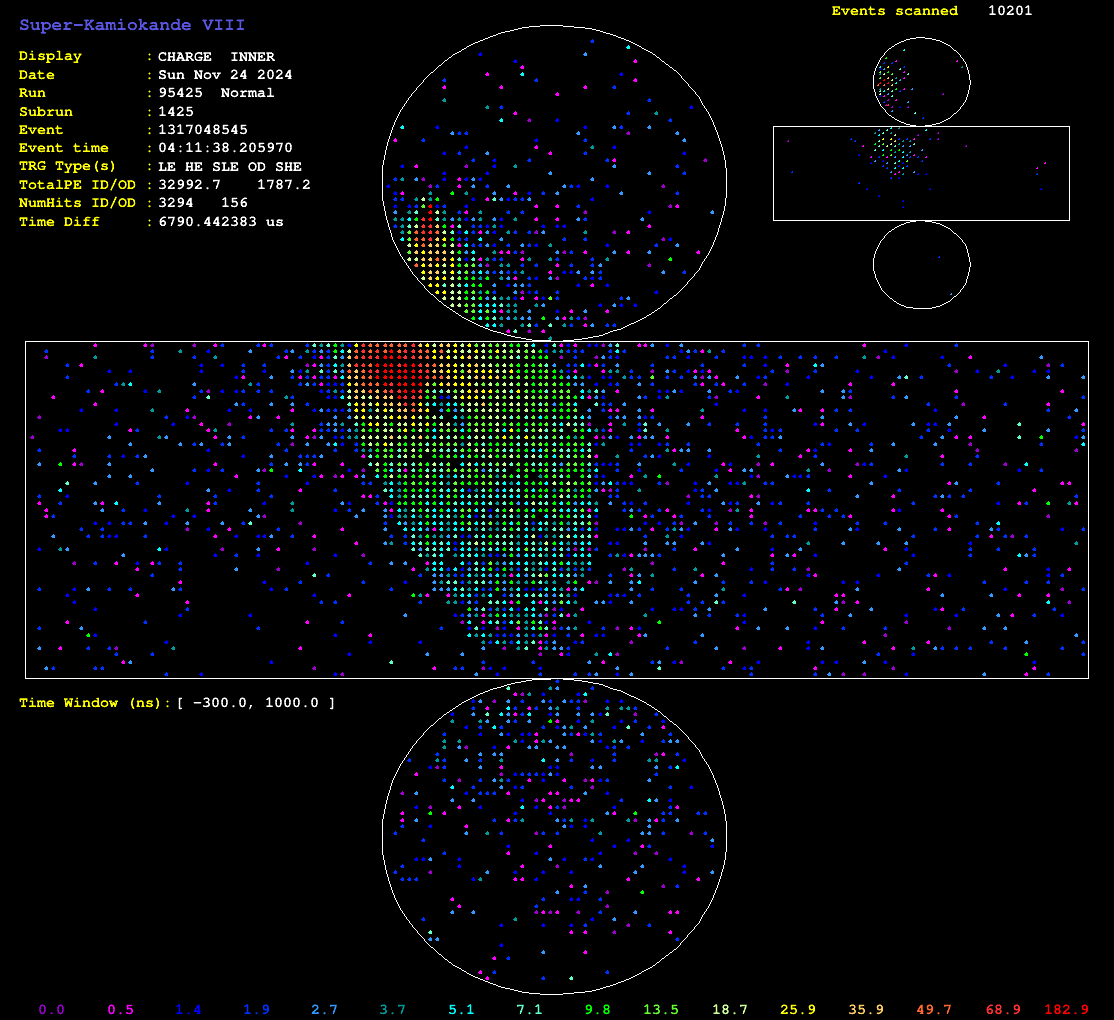 Super-Kamiokande VIII
Events scanned 10201
Display : CHARGE INNER
Date : Sun Nov 24 2024
Run : 95425 Normal
Subrun : 1425
Event : 1317048545
Event time : 04:11:38.205970
TRG Type(s) : LE HE SLE OD SHE
TotalPE ID/OD : 32992.7 1787.2
NumHits ID/OD : 3294 156
Time Diff : 6790.442383 us
Time Window (ns): [ -300.0, 1000.0 ]
0.0 0.5 1.4 1.9 2.7 3.7 5.1 7.1 9.8 13.5 18.7 25.9 35.9 49.7 68.9 182.9